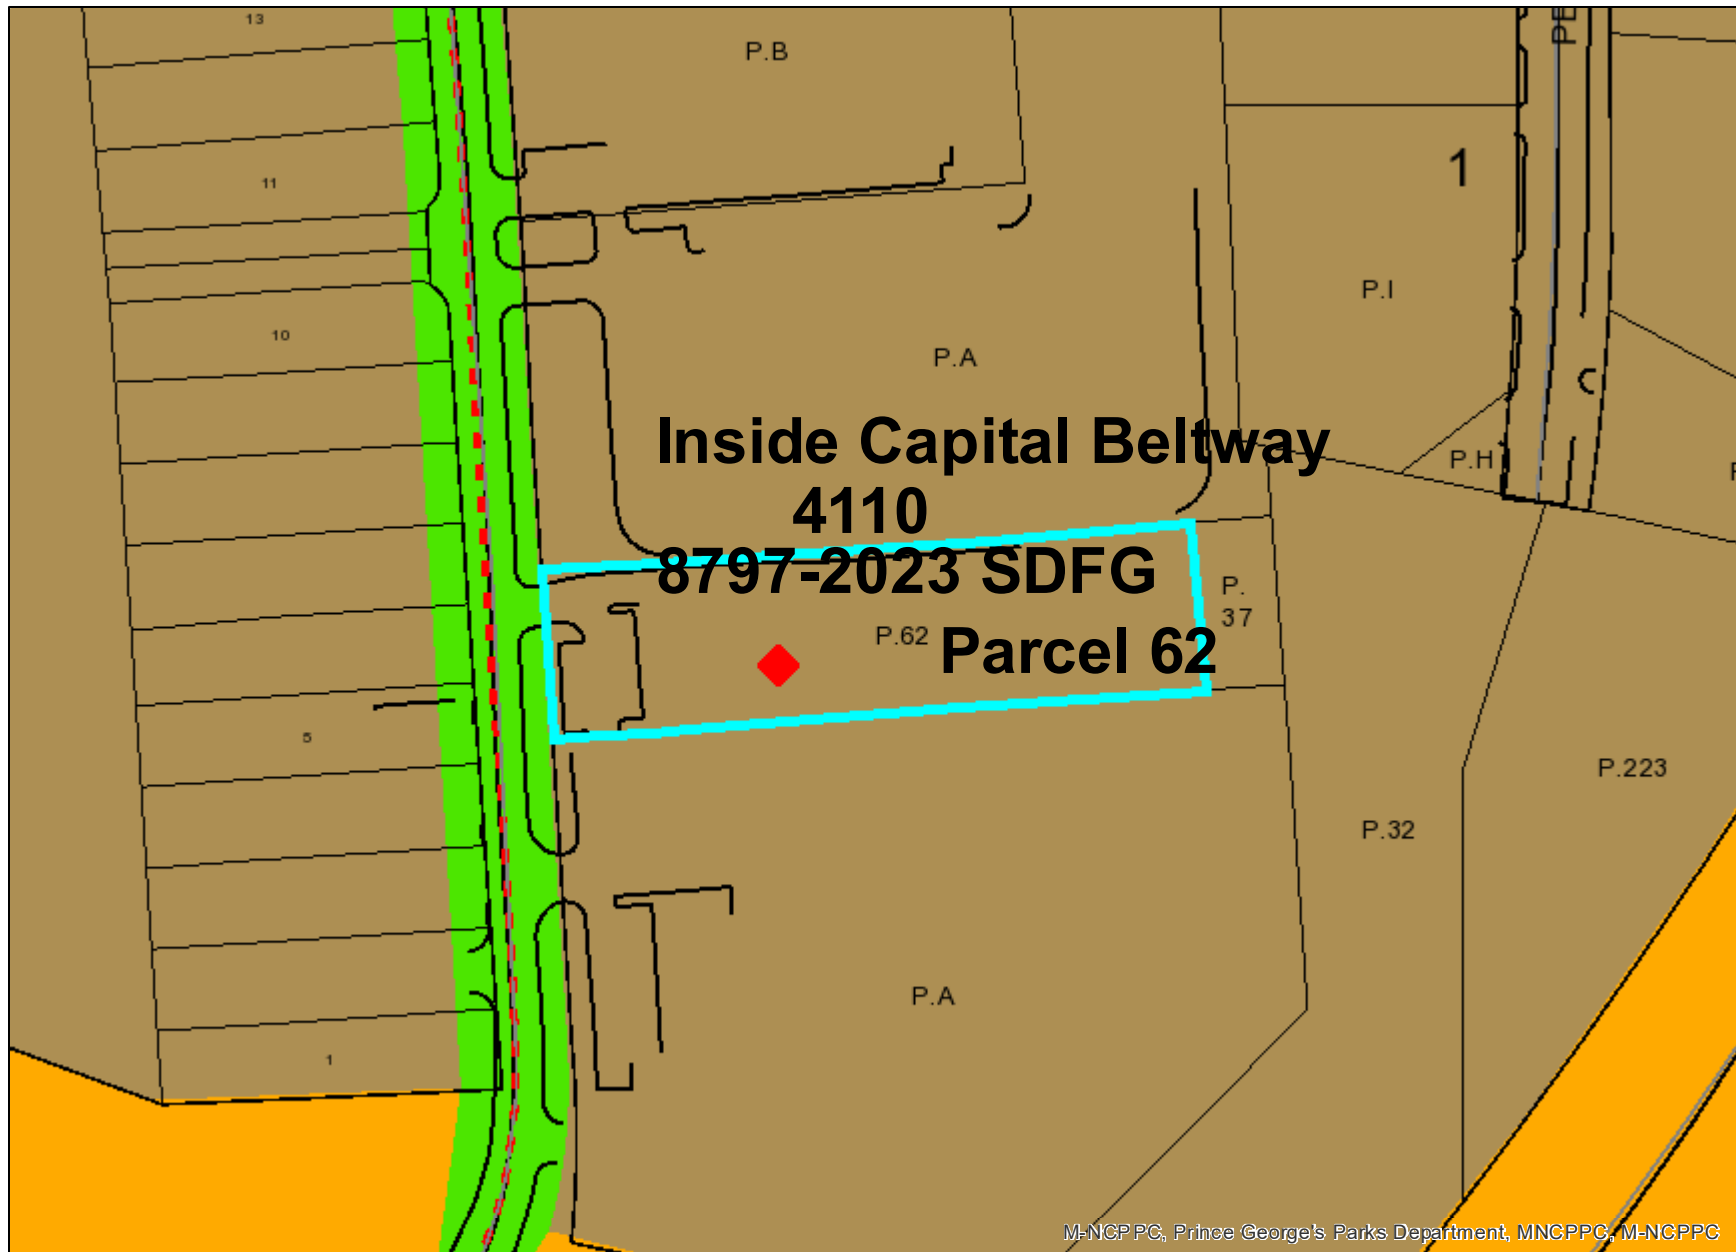 13
P.B
PE
11
1
P.I
10
P.A
Inside Capital Beltway
P.H
4110
8797-2023 SDFG
P.
37
P.62
Parcel 62
5
P.223
P.32
P.A
1
M-NCPPC, Prince George's Parks Department, MNCPPC, M-NCPPC